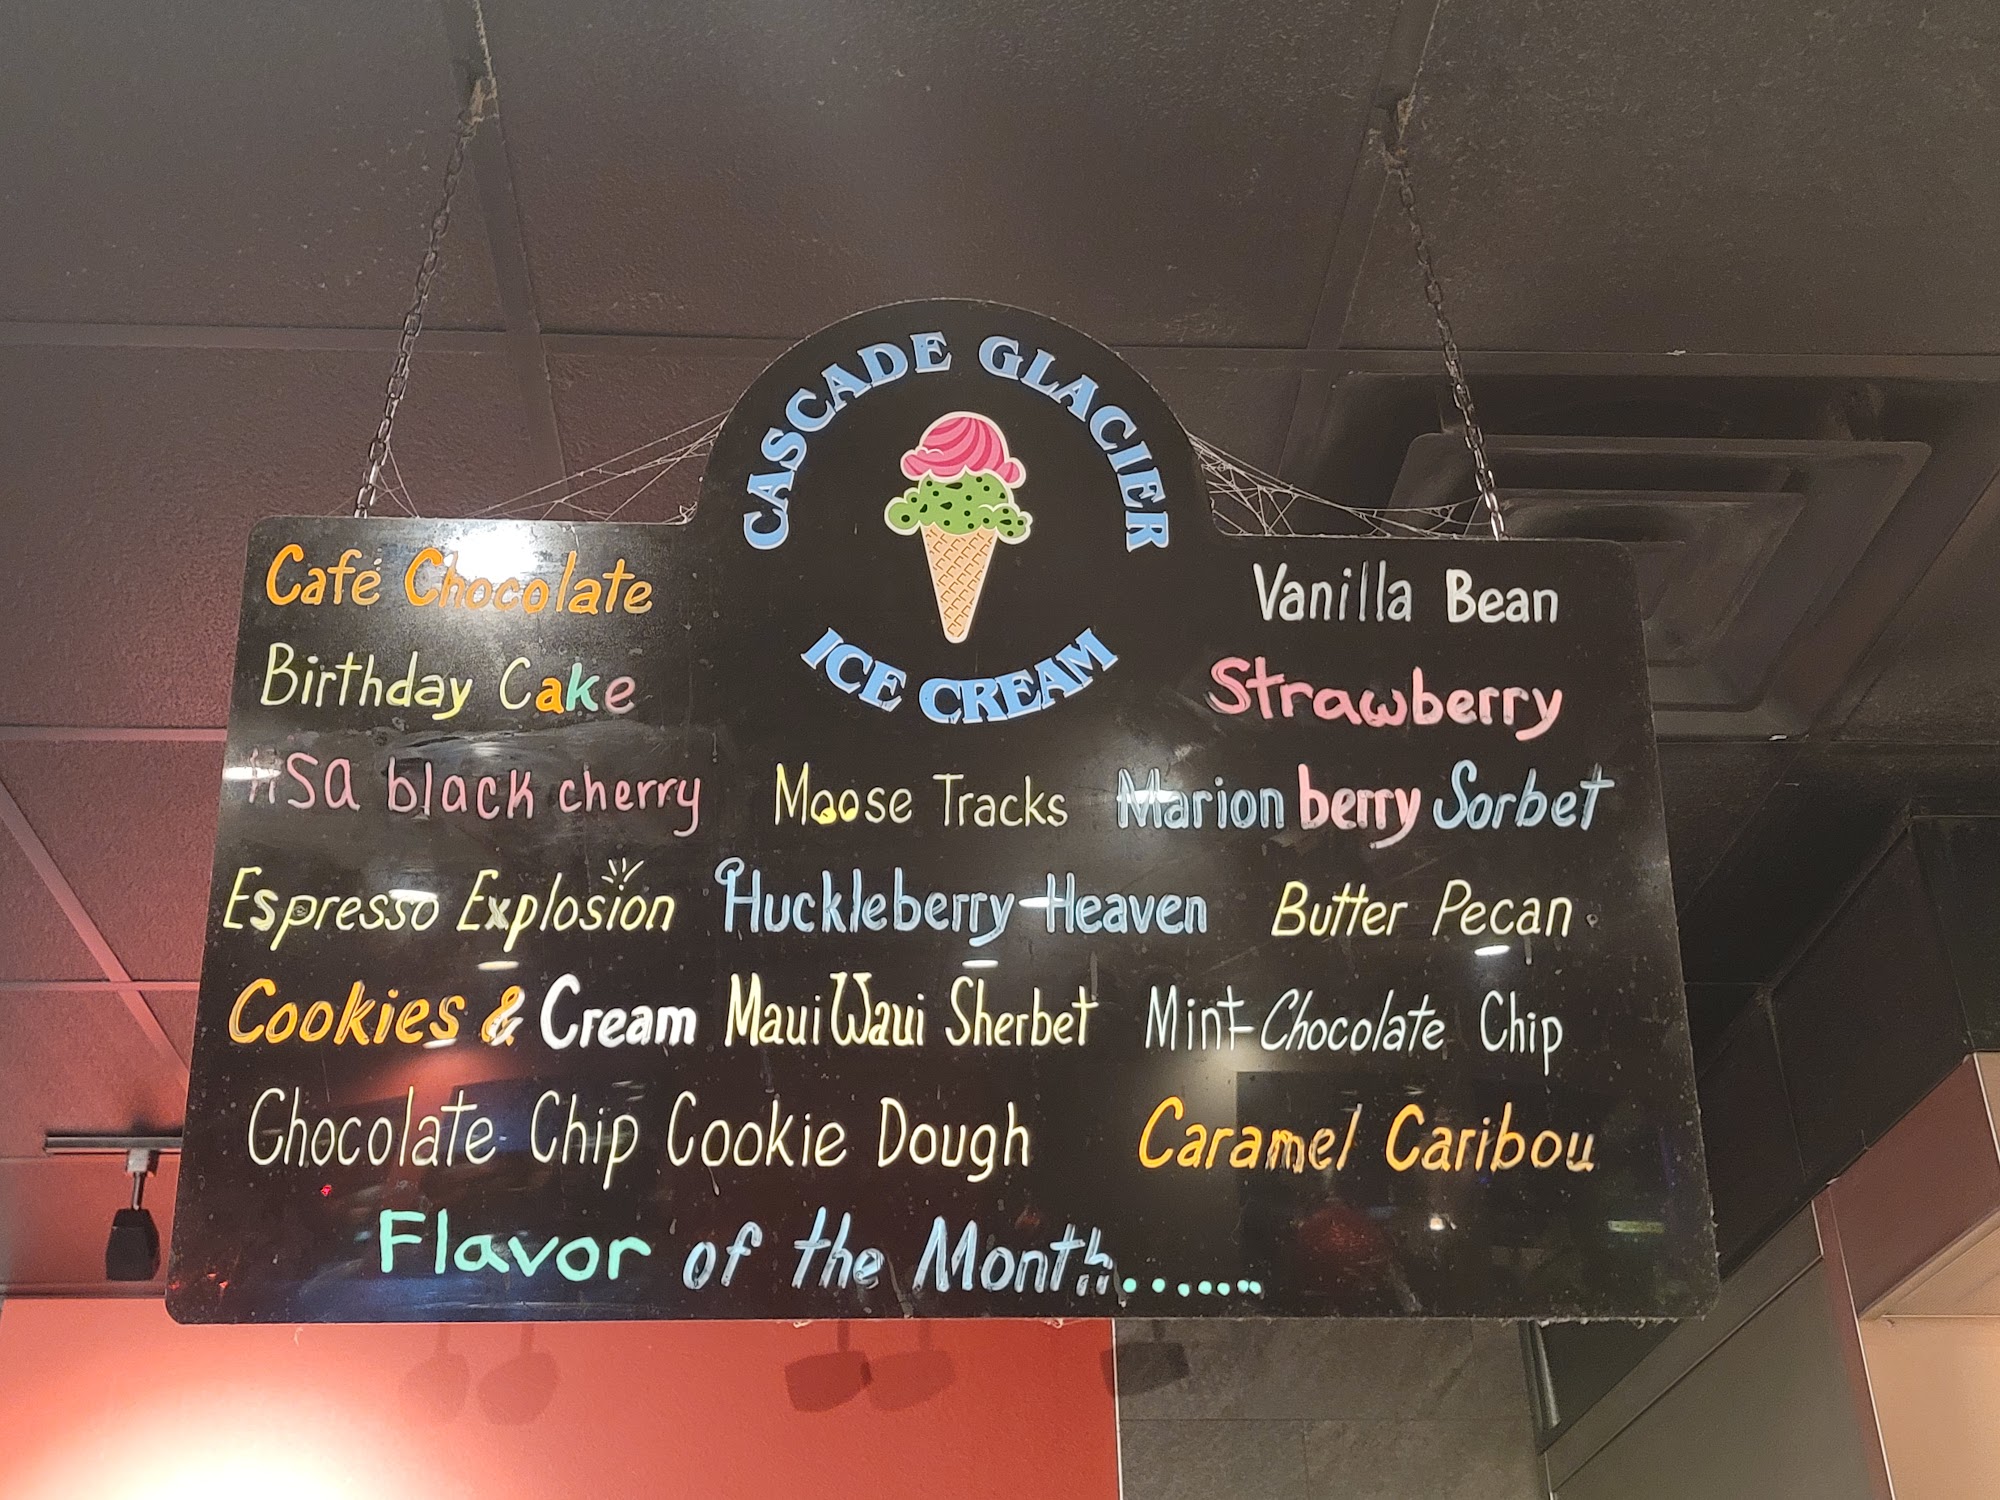 CASCADE GLACIER
ICE CREAM
Café Chocolate
Vanilla Bean
Birthday Cake
Strawberry
NSA black cherry
Moose Tracks
Marion berry Sorbet
Espresso Explosion
Huckleberry Heaven
Butter Pecan
Cookies & Cream
Maui Waui Sherbet
Mint Chocolate Chip
Chocolate Chip Cookie Dough
Caramel Caribou
Flavor of the Month......